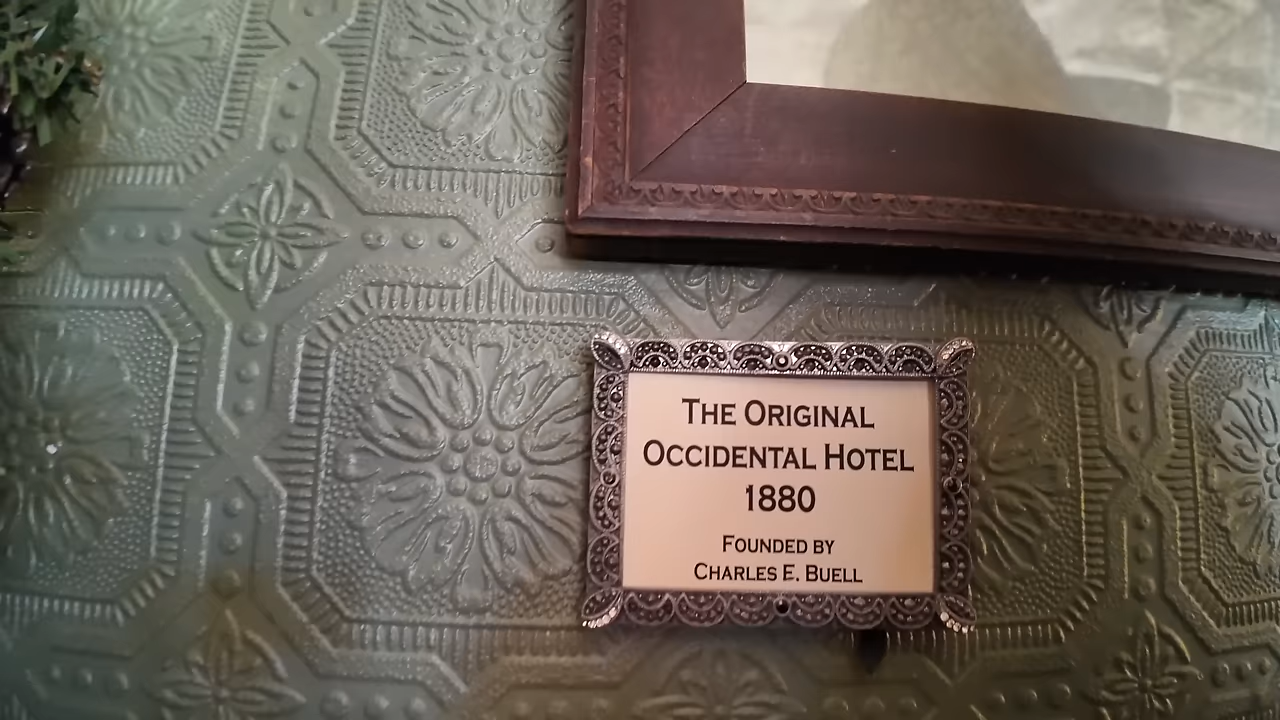 The Original
Occidental Hotel
1880
Founded by
Charles E. Buell